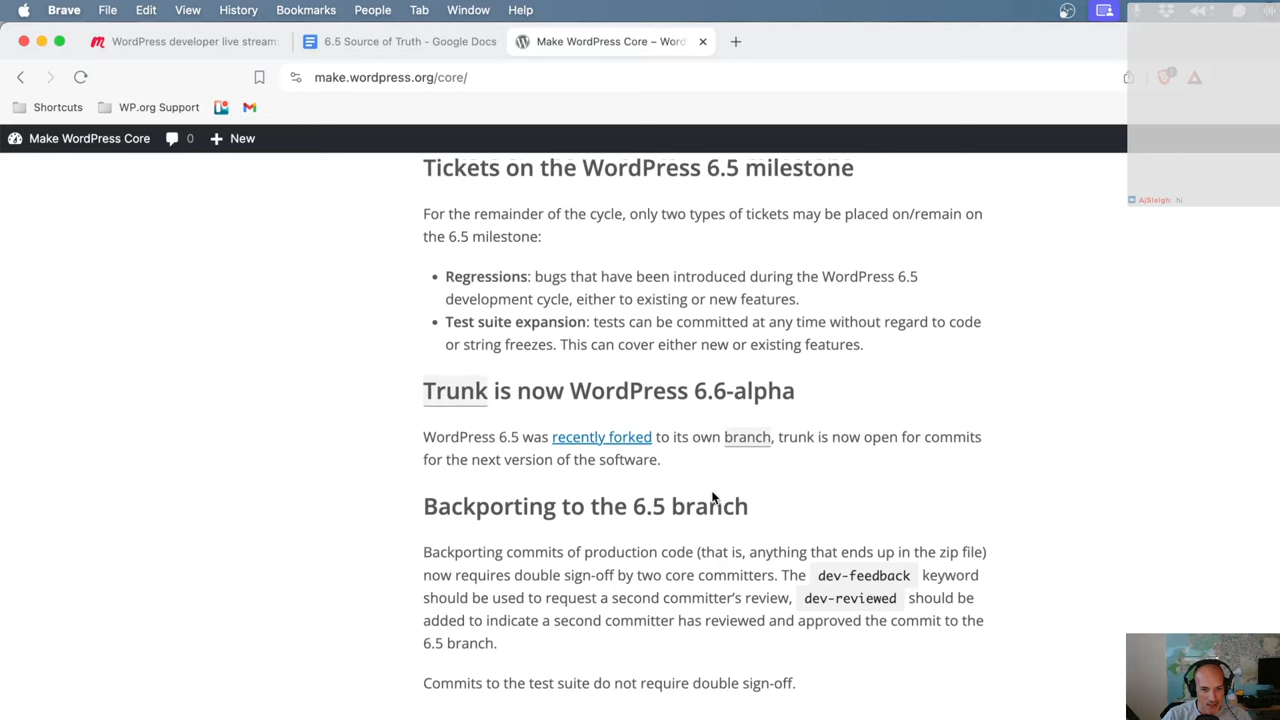 Brave File Edit View History Bookmarks People Tab Window Help
WordPress developer live stream: 6.5 Source of Truth - Google Docs Make WordPress Core – Word
make.wordpress.org/core/
Shortcuts WP.org Support
Make WordPress Core 0 New
Tickets on the WordPress 6.5 milestone
For the remainder of the cycle, only two types of tickets may be placed on/remain on
the 6.5 milestone:
• Regressions: bugs that have been introduced during the WordPress 6.5
development cycle, either to existing or new features.
• Test suite expansion: tests can be committed at any time without regard to code
or string freezes. This can cover either new or existing features.
Trunk is now WordPress 6.6-alpha
WordPress 6.5 was recently forked to its own branch, trunk is now open for commits
for the next version of the software.
Backporting to the 6.5 branch
Backporting commits of production code (that is, anything that ends up in the zip file)
now requires double sign-off by two core committers. The dev-feedback keyword
should be used to request a second committer’s review, dev-reviewed should be
added to indicate a second committer has reviewed and approved the commit to the
6.5 branch.
Commits to the test suite do not require double sign-off.
AjSleigh: hi